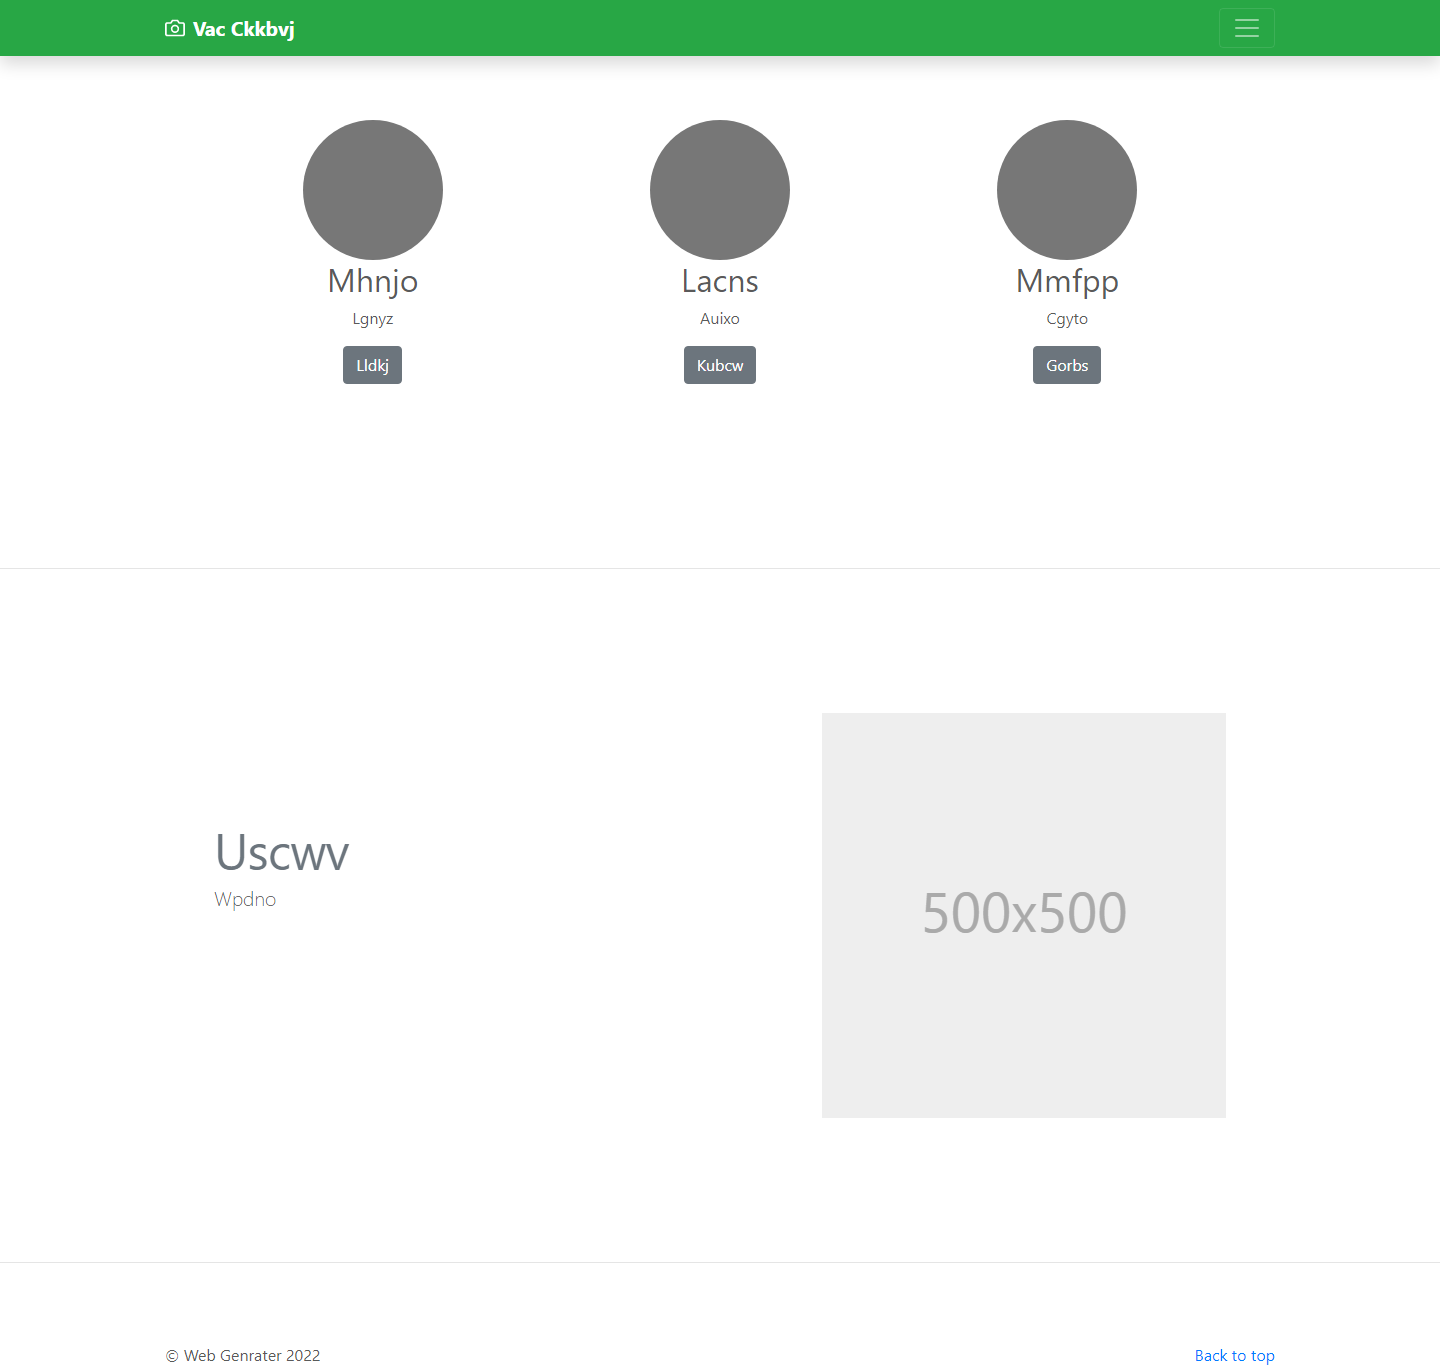 Vac Ckkbvj
Mhnjo
Lgnyz
Lldkj
Lacns
Auixo
Kubcw
Mmfpp
Cgyto
Gorbs
Uscwv
Wpdno
500x500
© Web Genrater 2022
Back to top